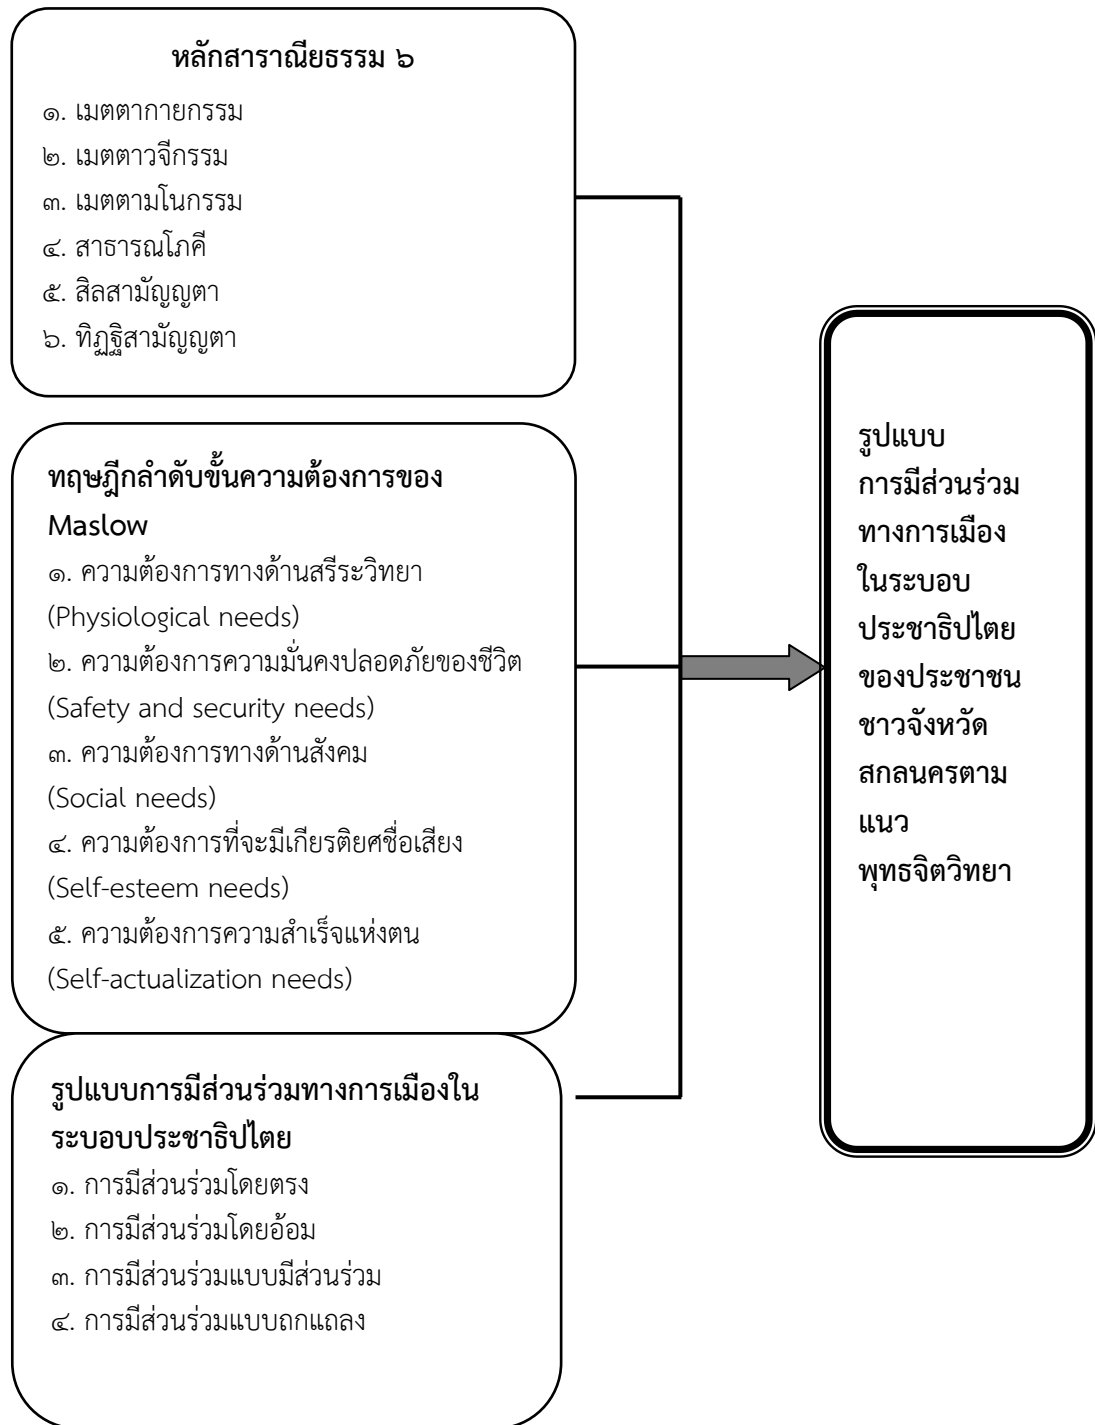 หลักสาราณียธรรม ๖
๑. เมตตากายกรรม
๒. เมตตาวจีกรรม
๓. เมตตามโนกรรม
๔. สาธารณโภคี
๕. สิลสามัญญตา
๖. ทิฏฐิสามัญญตา
ทฤษฎีกลำดับขั้นความต้องการของ
Maslow
๑. ความต้องการทางด้านสรีระวิทยา
(Physiological needs)
๒. ความต้องการความมั่นคงปลอดภัยของชีวิต
(Safety and security needs)
๓. ความต้องการทางด้านสังคม
(Social needs)
๔. ความต้องการที่จะมีเกียรติยศชื่อเสียง
(Self-esteem needs)
๕. ความต้องการความสำเร็จแห่งตน
(Self-actualization needs)
รูปแบบการมีส่วนร่วมทางการเมืองใน
ระบอบประชาธิปไตย
๑. การมีส่วนร่วมโดยตรง
๒. การมีส่วนร่วมโดยอ้อม
๓. การมีส่วนร่วมแบบมีส่วนร่วม
๔. การมีส่วนร่วมแบบถกแถลง
รูปแบบ
การมีส่วนร่วม
ทางการเมือง
ในระบอบ
ประชาธิปไตย
ของประชาชน
ชาวจังหวัด
สกลนครตาม
แนว
พุทธจิตวิทยา